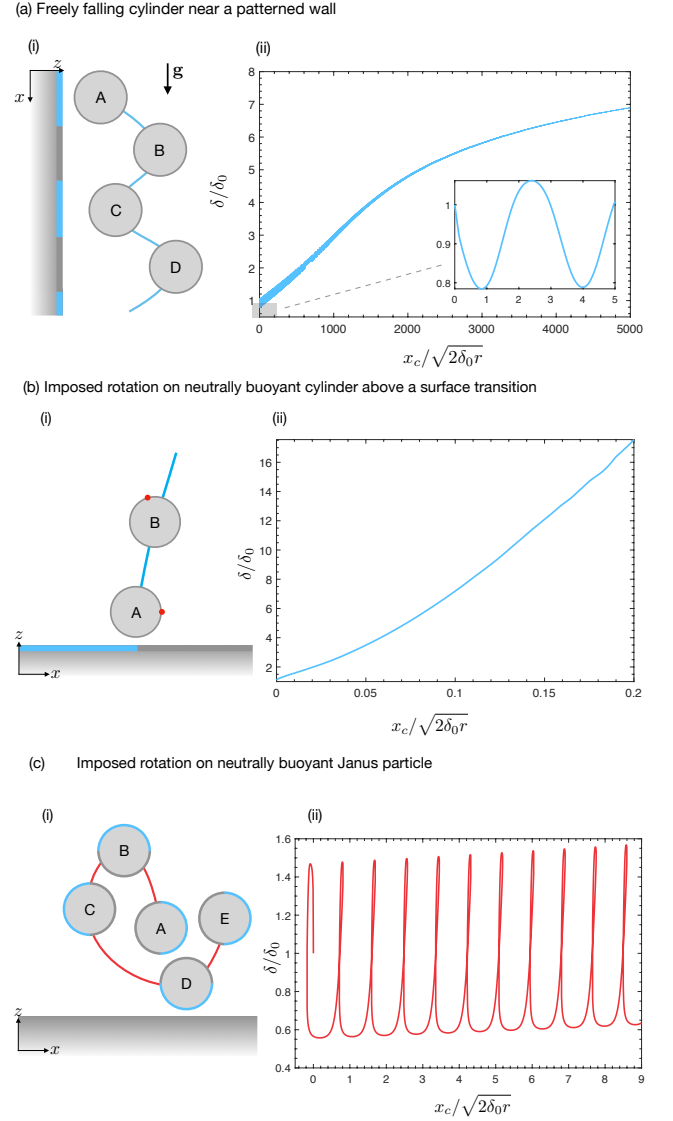 (a) Freely falling cylinder near a patterned wall
(i)
(ii)
z
x
g
A
B
C
D
δ/δ0
8
7
6
5
4
3
2
1
1
0.9
0.8
0 1 2 3 4 5
0 1000 2000 3000 4000 5000
x_c/√2δ0r
(b) Imposed rotation on neutrally buoyant cylinder above a surface transition
(i)
(ii)
B
A
z
x
δ/δ0
16
14
12
10
8
6
4
2
0 0.05 0.1 0.15 0.2
x_c/√2δ0r
(c) Imposed rotation on neutrally buoyant Janus particle
(i)
(ii)
B
C
A
E
D
z
x
δ/δ0
1.6
1.4
1.2
1
0.8
0.6
0.4
0 1 2 3 4 5 6 7 8 9
x_c/√2δ0r